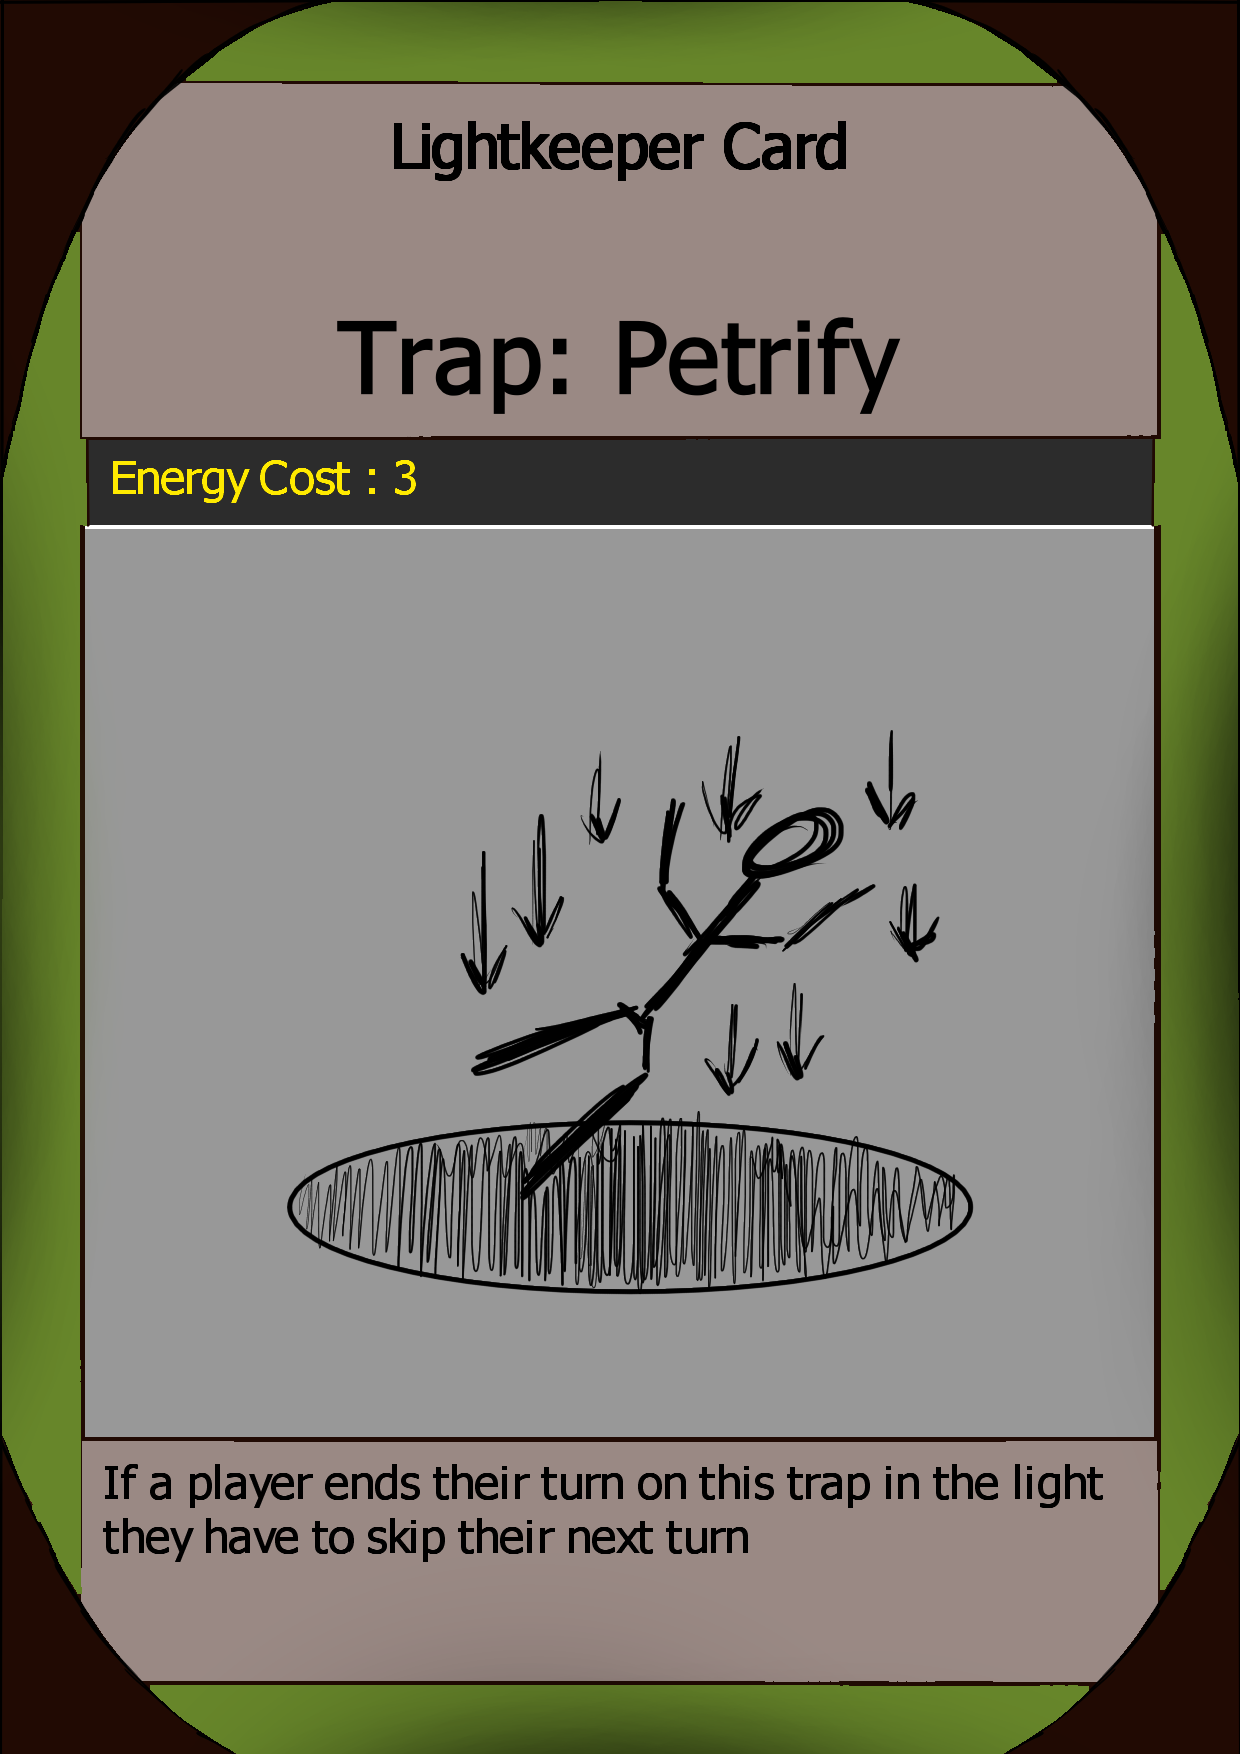 Lightkeeper Card
Trap: Petrify
Energy Cost : 3
If a player ends their turn on this trap in the light
they have to skip their next turn